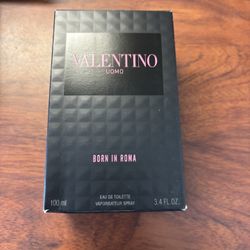 VALENTINO
UOMO
BORN IN ROMA
EAU DE TOILETTE
100 ml VAPORISATEUR SPRAY 3.4 FL.OZ.